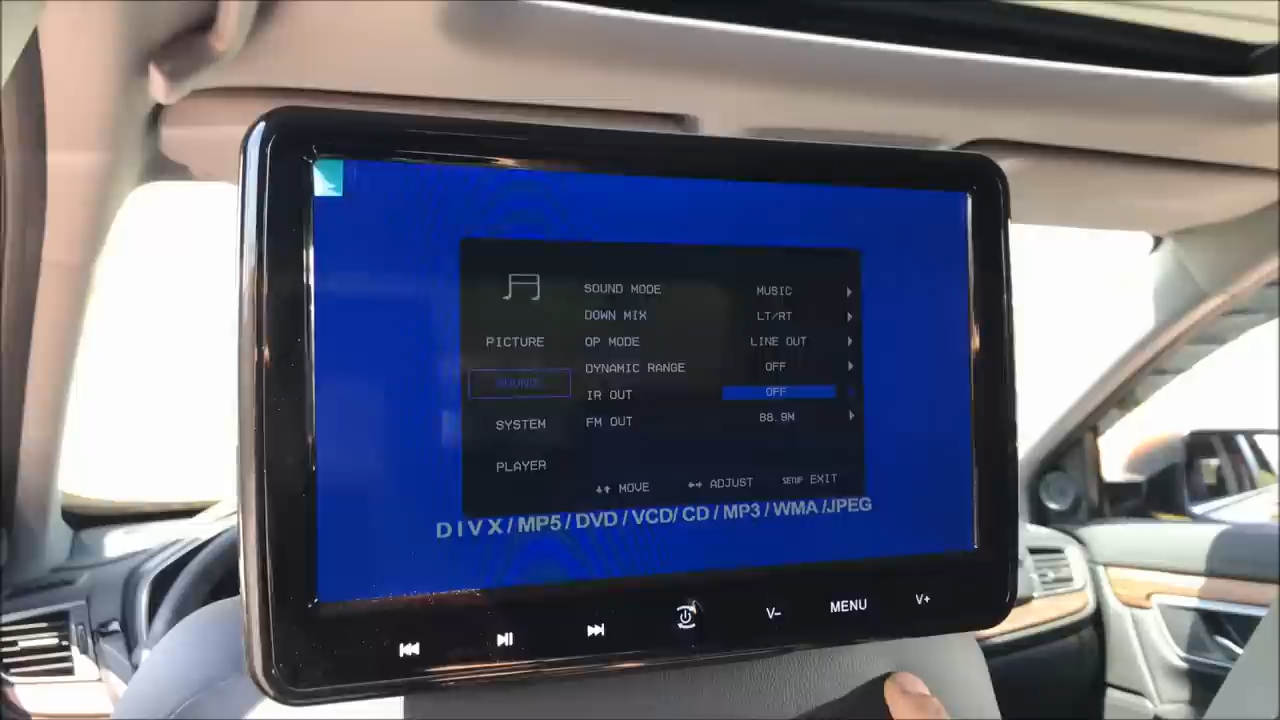 SOUND MODE MUSIC
DOWN MIX LT/RT
PICTURE OP MODE LINE OUT
SOUND DYNAMIC RANGE OFF
IR OUT OFF
SYSTEM FM OUT 88.9M
PLAYER
MOVE ADJUST SETUP EXIT
DIVX/MP5/DVD/VCD/CD/MP3/WMA/JPEG
V- MENU V+